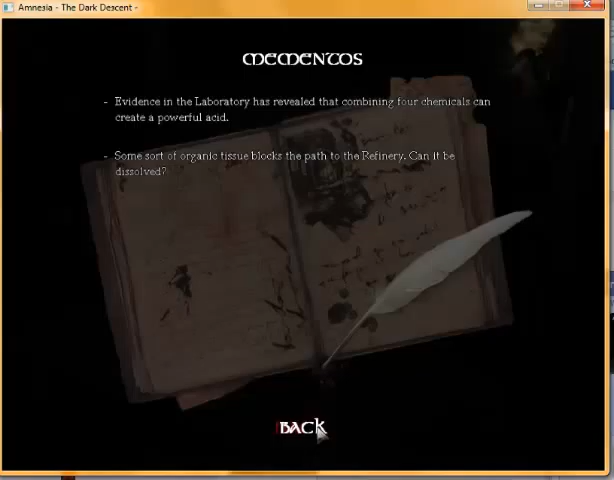 Amnesia - The Dark Descent -
MEMENTOS
- Evidence in the Laboratory has revealed that combining four chemicals can
create a powerful acid.
- Some sort of organic tissue blocks the path to the Refinery. Can it be
dissolved?
BACK